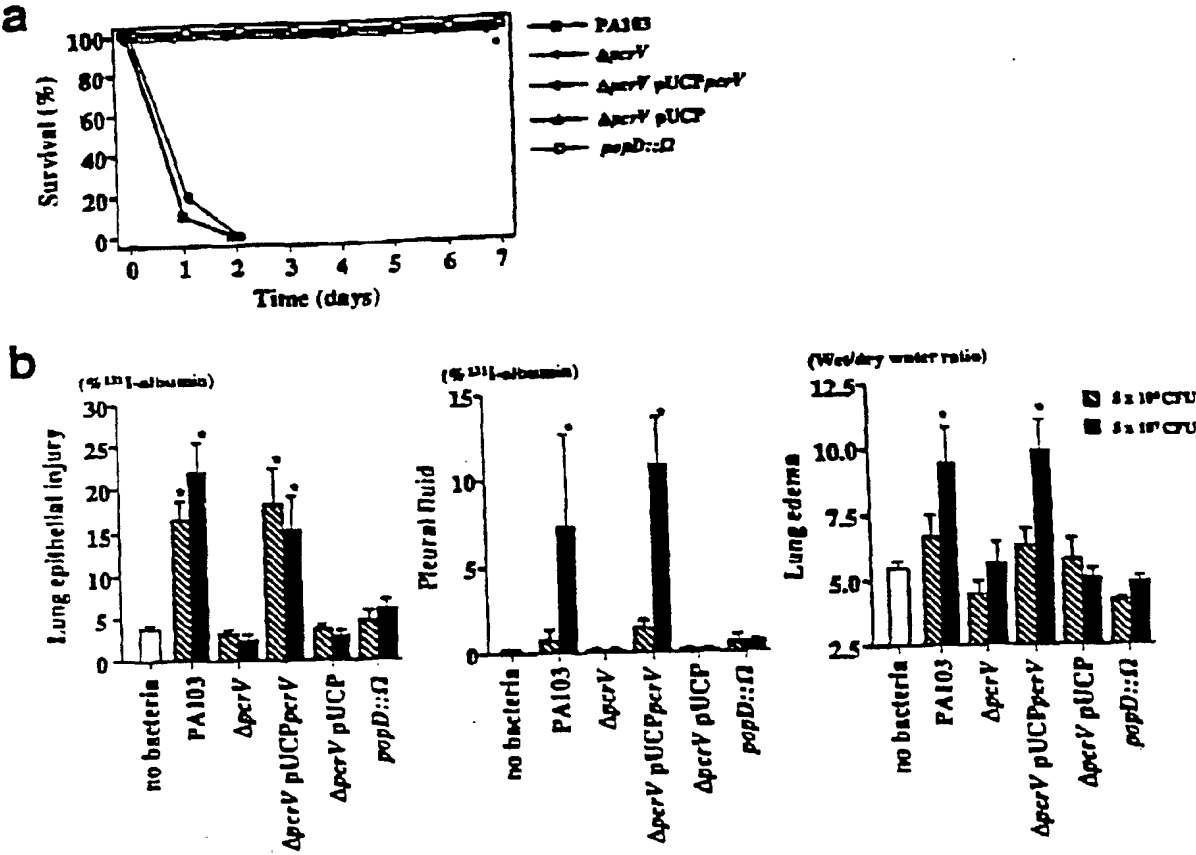 a
PA103
ΔpcrV
ΔpcrV pUCPpcrV
ΔpcrV pUCP
popD::Ω
Survival (%)
100
80
60
40
20
0
0 1 2 3 4 5 6 7
Time (days)
b
(% ¹³¹I-albumin)
Lung epithelial injury
30
25
20
15
10
5
0
no bacteria
PA103
ΔpcrV
ΔpcrV pUCPpcrV
ΔpcrV pUCP
popD::Ω
(% ¹³¹I-albumin)
Pleural fluid
15
10
5
0
no bacteria
PA103
ΔpcrV
ΔpcrV pUCPpcrV
ΔpcrV pUCP
popD::Ω
(Wet/dry water ratio)
Lung edema
12.5
10.0
7.5
5.0
2.5
no bacteria
PA103
ΔpcrV
ΔpcrV pUCPpcrV
ΔpcrV pUCP
popD::Ω
CFU
CFU